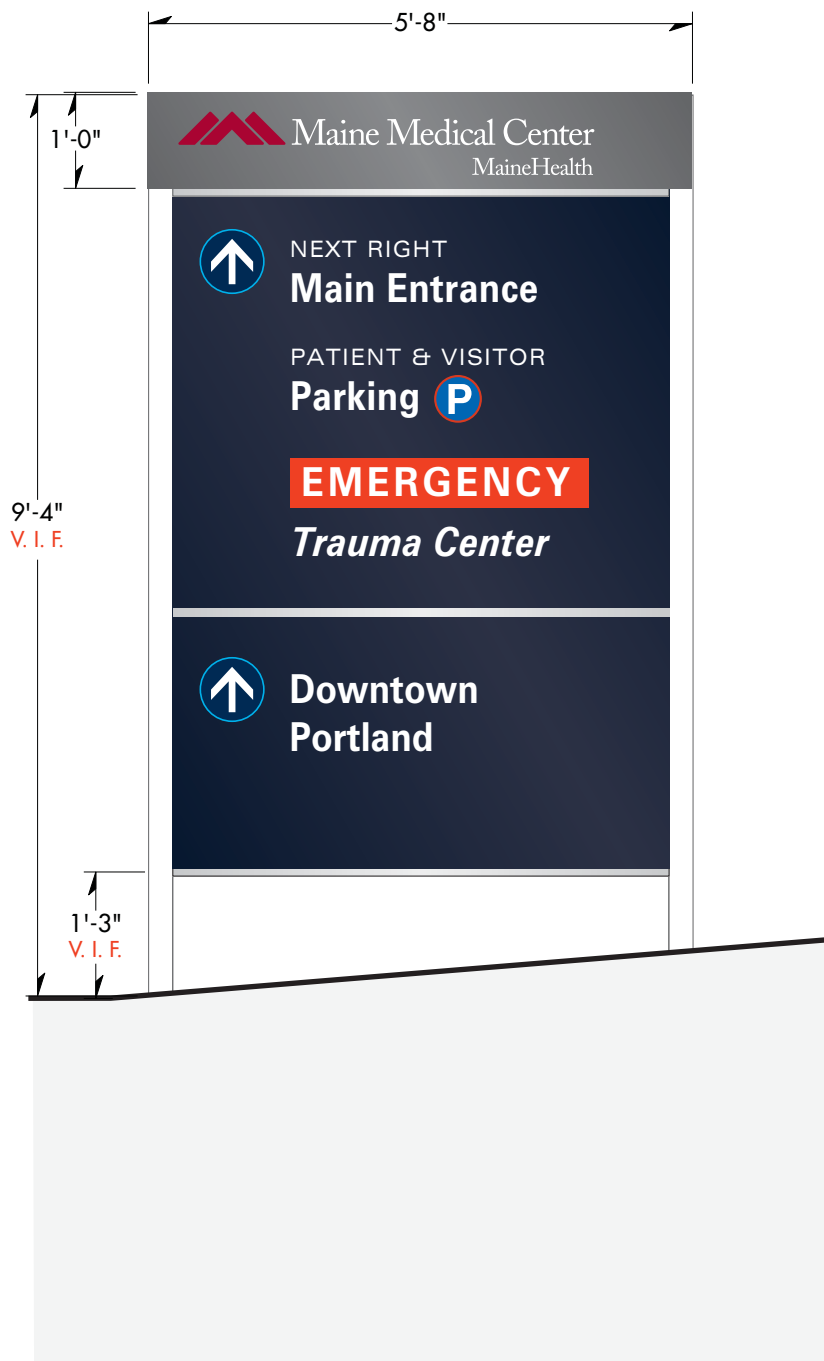 5'-8"
1'-0"
Maine Medical Center
MaineHealth
NEXT RIGHT
Main Entrance
PATIENT & VISITOR
Parking P
EMERGENCY
Trauma Center
9'-4"
V. I. F.
Downtown
Portland
1'-3"
V. I. F.